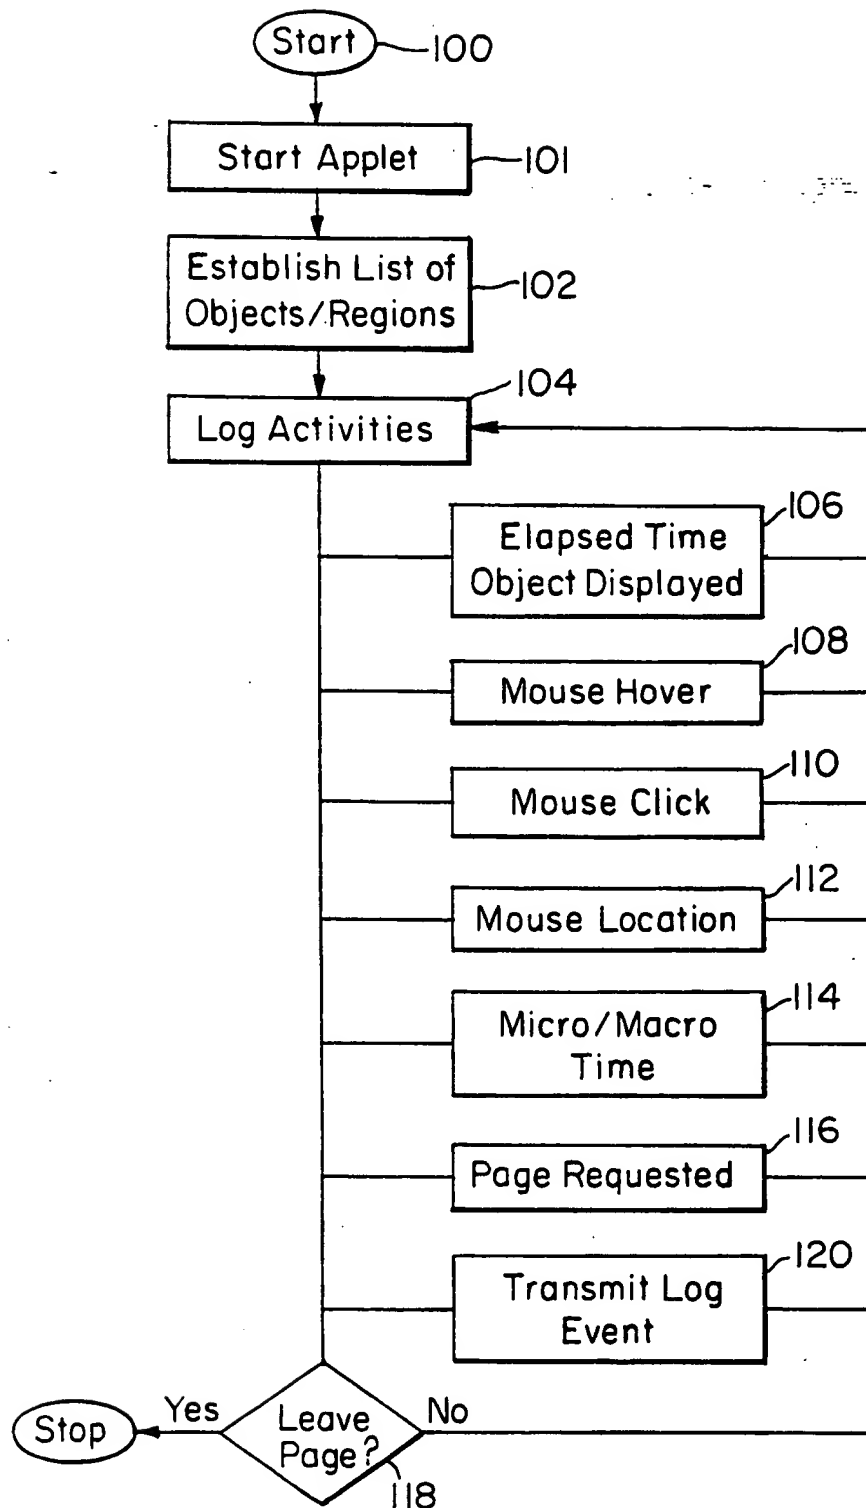 Start
100
Start Applet
101
Establish List of
Objects/Regions
102
104
Log Activities
106
Elapsed Time
Object Displayed
108
Mouse Hover
110
Mouse Click
112
Mouse Location
114
Micro/Macro
Time
116
Page Requested
120
Transmit Log
Event
Stop
Yes
Leave
Page?
No
118